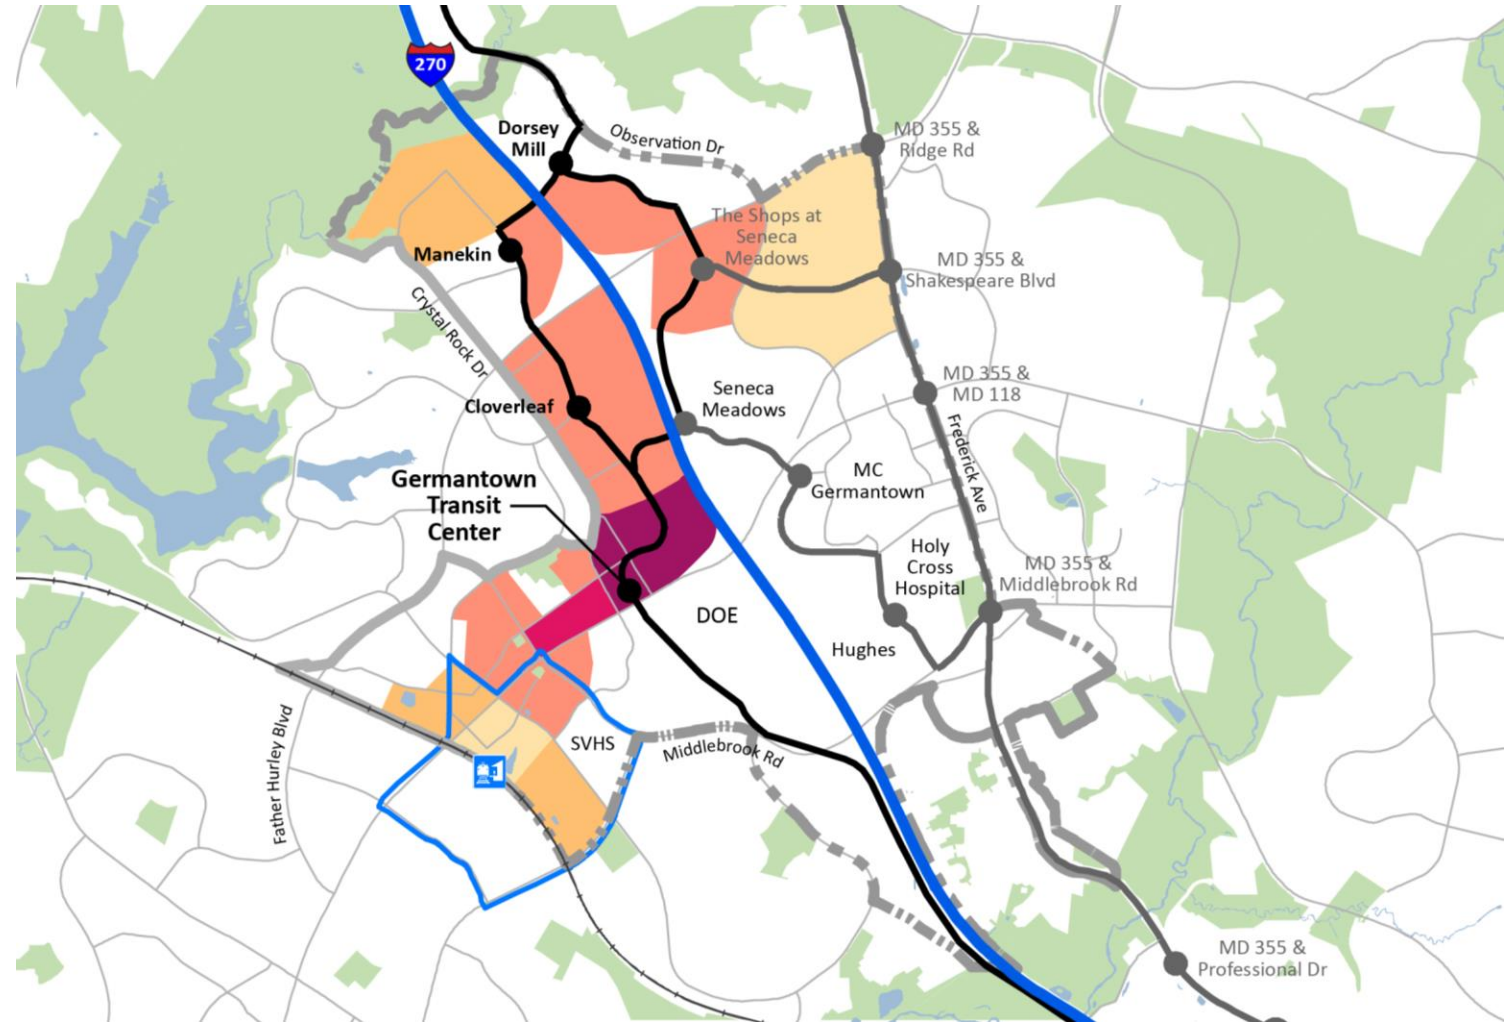 270
Dorsey
Mill
Observation Dr
MD 355 &
Ridge Rd
The Shops at
Seneca
Meadows
Manekin
MD 355 &
Shakespeare Blvd
Crystal Rock Dr
MD 355 &
MD 118
Seneca
Meadows
Cloverleaf
Frederick Ave
MC
Germantown
Germantown
Transit
Center
Holy
Cross
Hospital
MD 355 &
Middlebrook Rd
DOE
Hughes
Father Hurley Blvd
SVHS
Middlebrook Rd
MD 355 &
Professional Dr